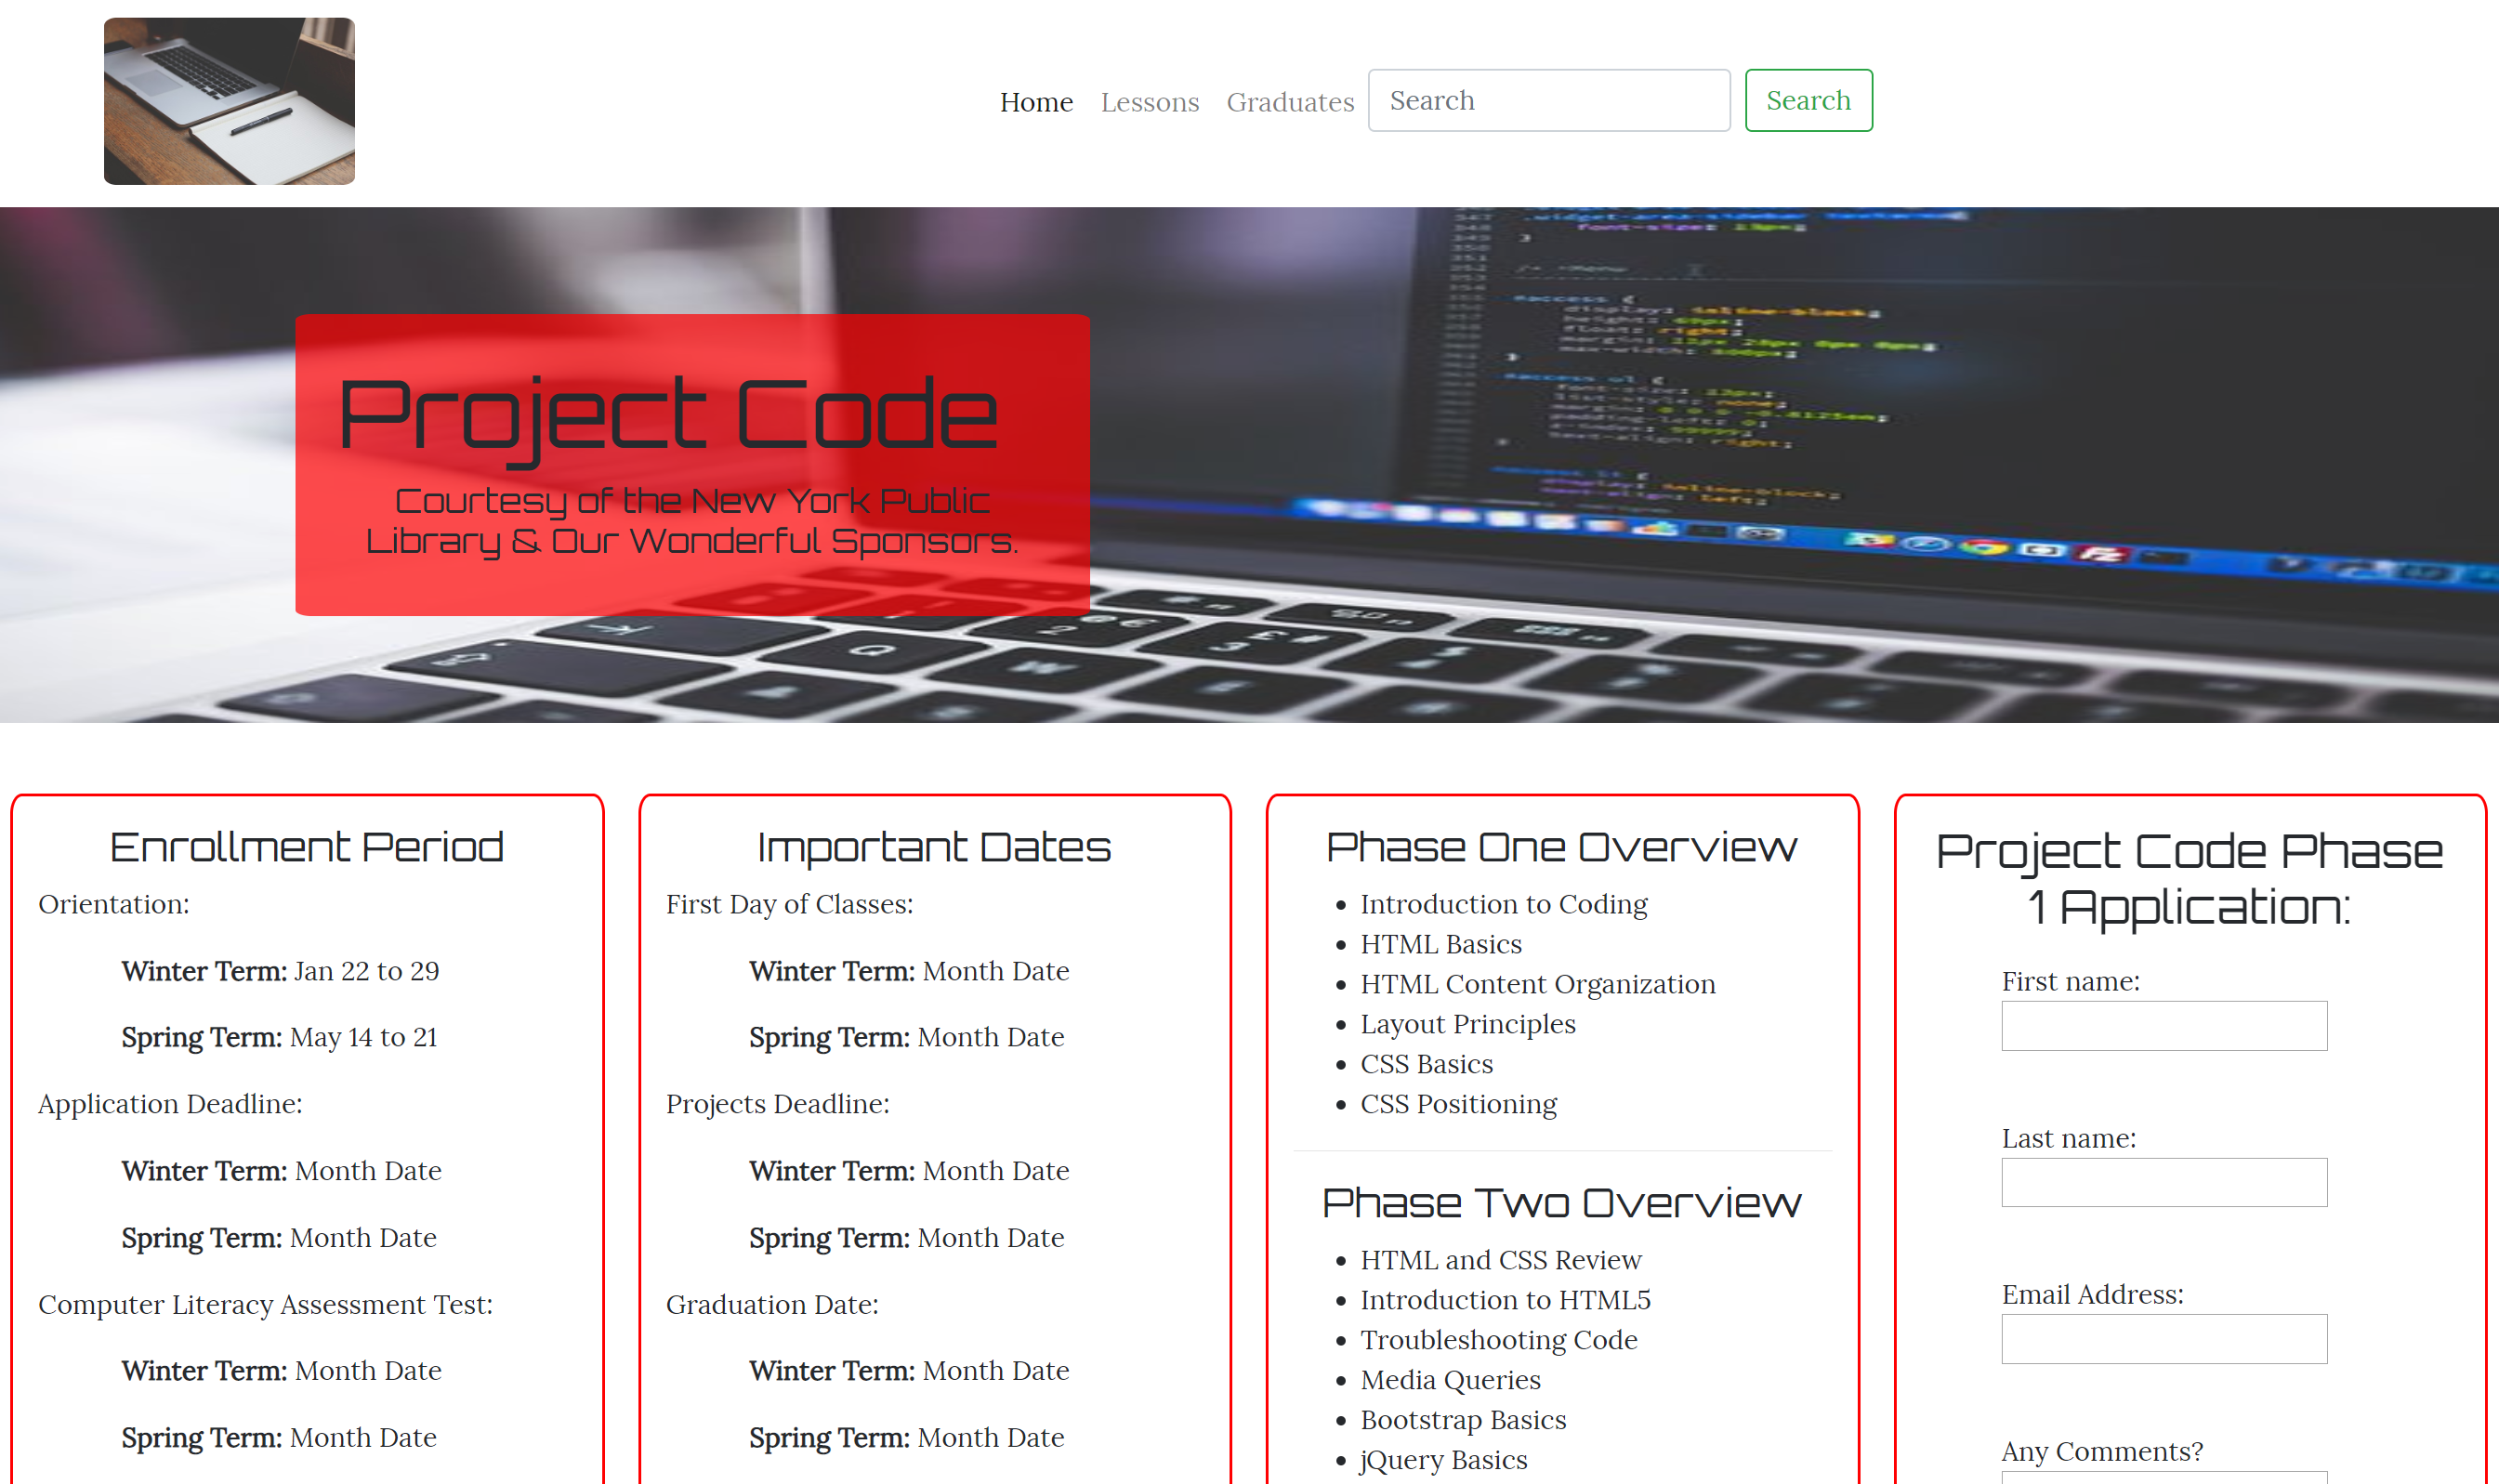 Home Lessons Graduates Search Search
Project Code
Courtesy of the New York Public
Library & Our Wonderful Sponsors.
Enrollment Period
Orientation:
Winter Term: Jan 22 to 29
Spring Term: May 14 to 21
Application Deadline:
Winter Term: Month Date
Spring Term: Month Date
Computer Literacy Assessment Test:
Winter Term: Month Date
Spring Term: Month Date
Important Dates
First Day of Classes:
Winter Term: Month Date
Spring Term: Month Date
Projects Deadline:
Winter Term: Month Date
Spring Term: Month Date
Graduation Date:
Winter Term: Month Date
Spring Term: Month Date
Phase One Overview
Introduction to Coding
HTML Basics
HTML Content Organization
Layout Principles
CSS Basics
CSS Positioning
Phase Two Overview
HTML and CSS Review
Introduction to HTML5
Troubleshooting Code
Media Queries
Bootstrap Basics
jQuery Basics
Project Code Phase
1 Application:
First name:
Last name:
Email Address:
Any Comments?